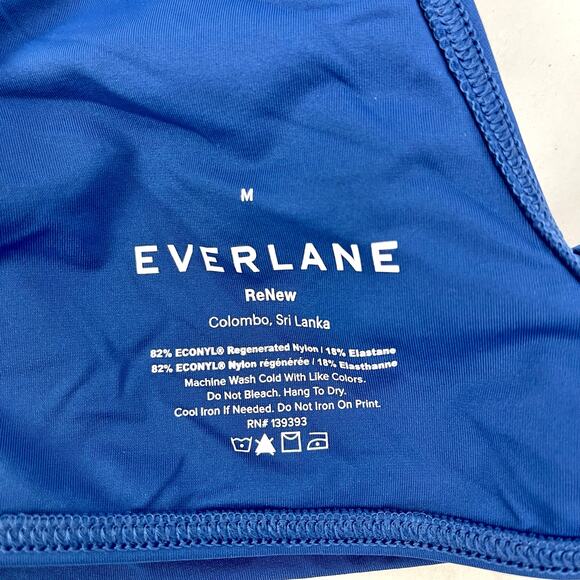 M
EVERLANE
ReNew
Colombo, Sri Lanka
82% ECONYL® Regenerated Nylon / 18% Elastane
82% ECONYL® Nylon régénérée / 18% Elasthanne
Machine Wash Cold With Like Colors.
Do Not Bleach. Hang To Dry.
Cool Iron If Needed. Do Not Iron On Print.
RN# 139393